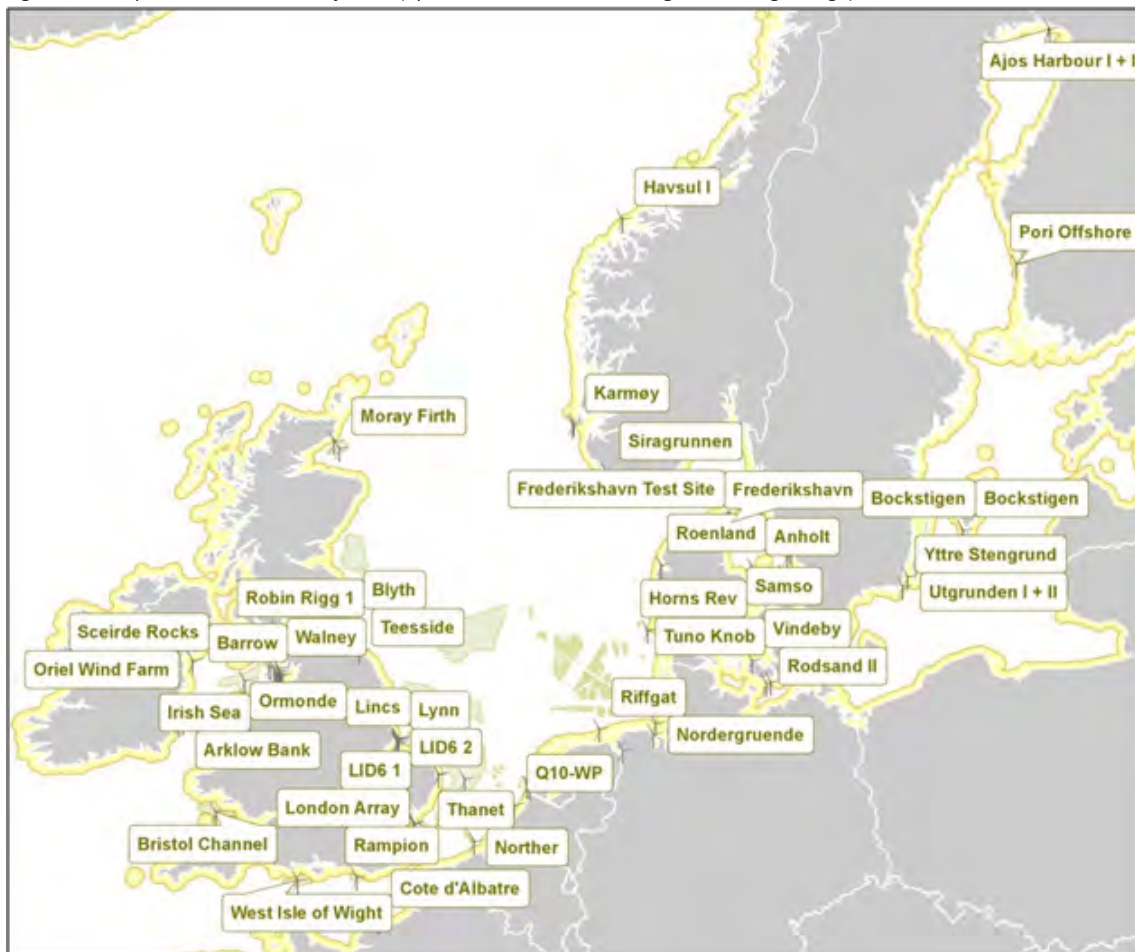 Ajos Harbour I + I
Havsul I
Pori Offshore
Karmøy
Moray Firth
Siragrunnen
Frederikshavn Test Site
Frederikshavn
Bockstigen
Bockstigen
Roenland
Anholt
Yttre Stengrund
Blyth
Samso
Utgrunden I + II
Robin Rigg 1
Horns Rev
Teesside
Vindeby
Sceirde Rocks
Barrow
Walney
Tuno Knob
Oriel Wind Farm
Rodsand II
Ormonde
Lincs
Lynn
Riffgat
Irish Sea
Nordergruende
Arklow Bank
LID6 2
LID6 1
Q10-WP
London Array
Thanet
Bristol Channel
Rampion
Norther
Cote d'Albatre
West Isle of Wight